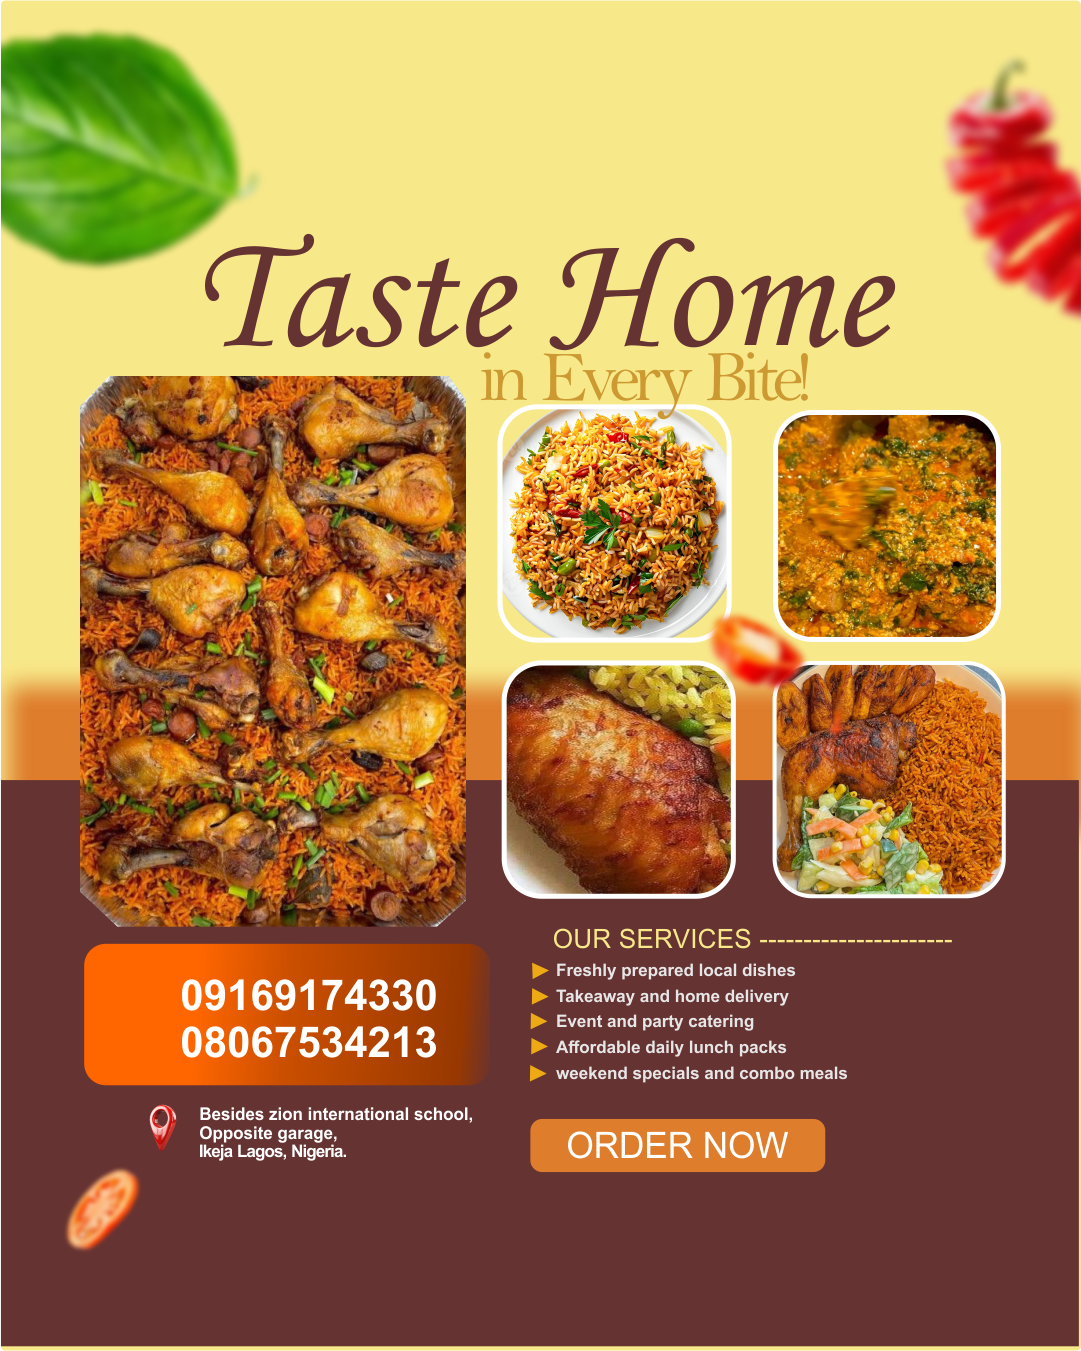 Taste Home
in Every Bite!
OUR SERVICES ----------------------
Freshly prepared local dishes
Takeaway and home delivery
Event and party catering
Affordable daily lunch packs
weekend specials and combo meals
09169174330
08067534213
Besides zion international school,
Opposite garage,
Ikeja Lagos, Nigeria.
ORDER NOW